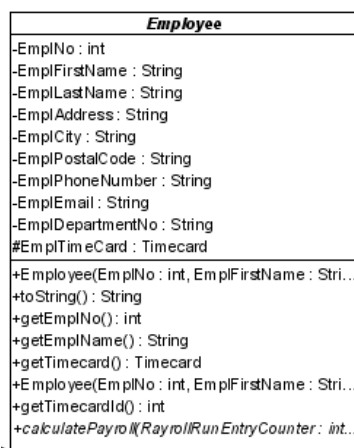 Employee
-EmplNo : int
-EmplFirstName : String
-EmplLastName : String
-EmplAddress : String
-EmplCity : String
-EmplPostalCode : String
-EmplPhoneNumber : String
-EmplEmail : String
-EmplDepartmentNo : String
#EmplTimeCard : Timecard
+Employee(EmplNo : int, EmplFirstName : Stri...
+toString() : String
+getEmplNo() : int
+getEmplName() : String
+getTimecard() : Timecard
+Employee(EmplNo : int, EmplFirstName : Stri...
+getTimecardId() : int
+calculatePayroll(RayrollRunEntryCounter : int...